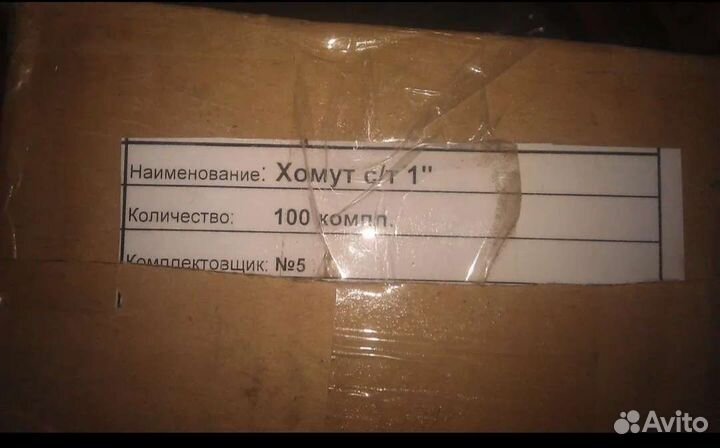 Наименование: Хомут с/т 1"
Количество: 100 компл.
Комплектовщик: №5
Avito